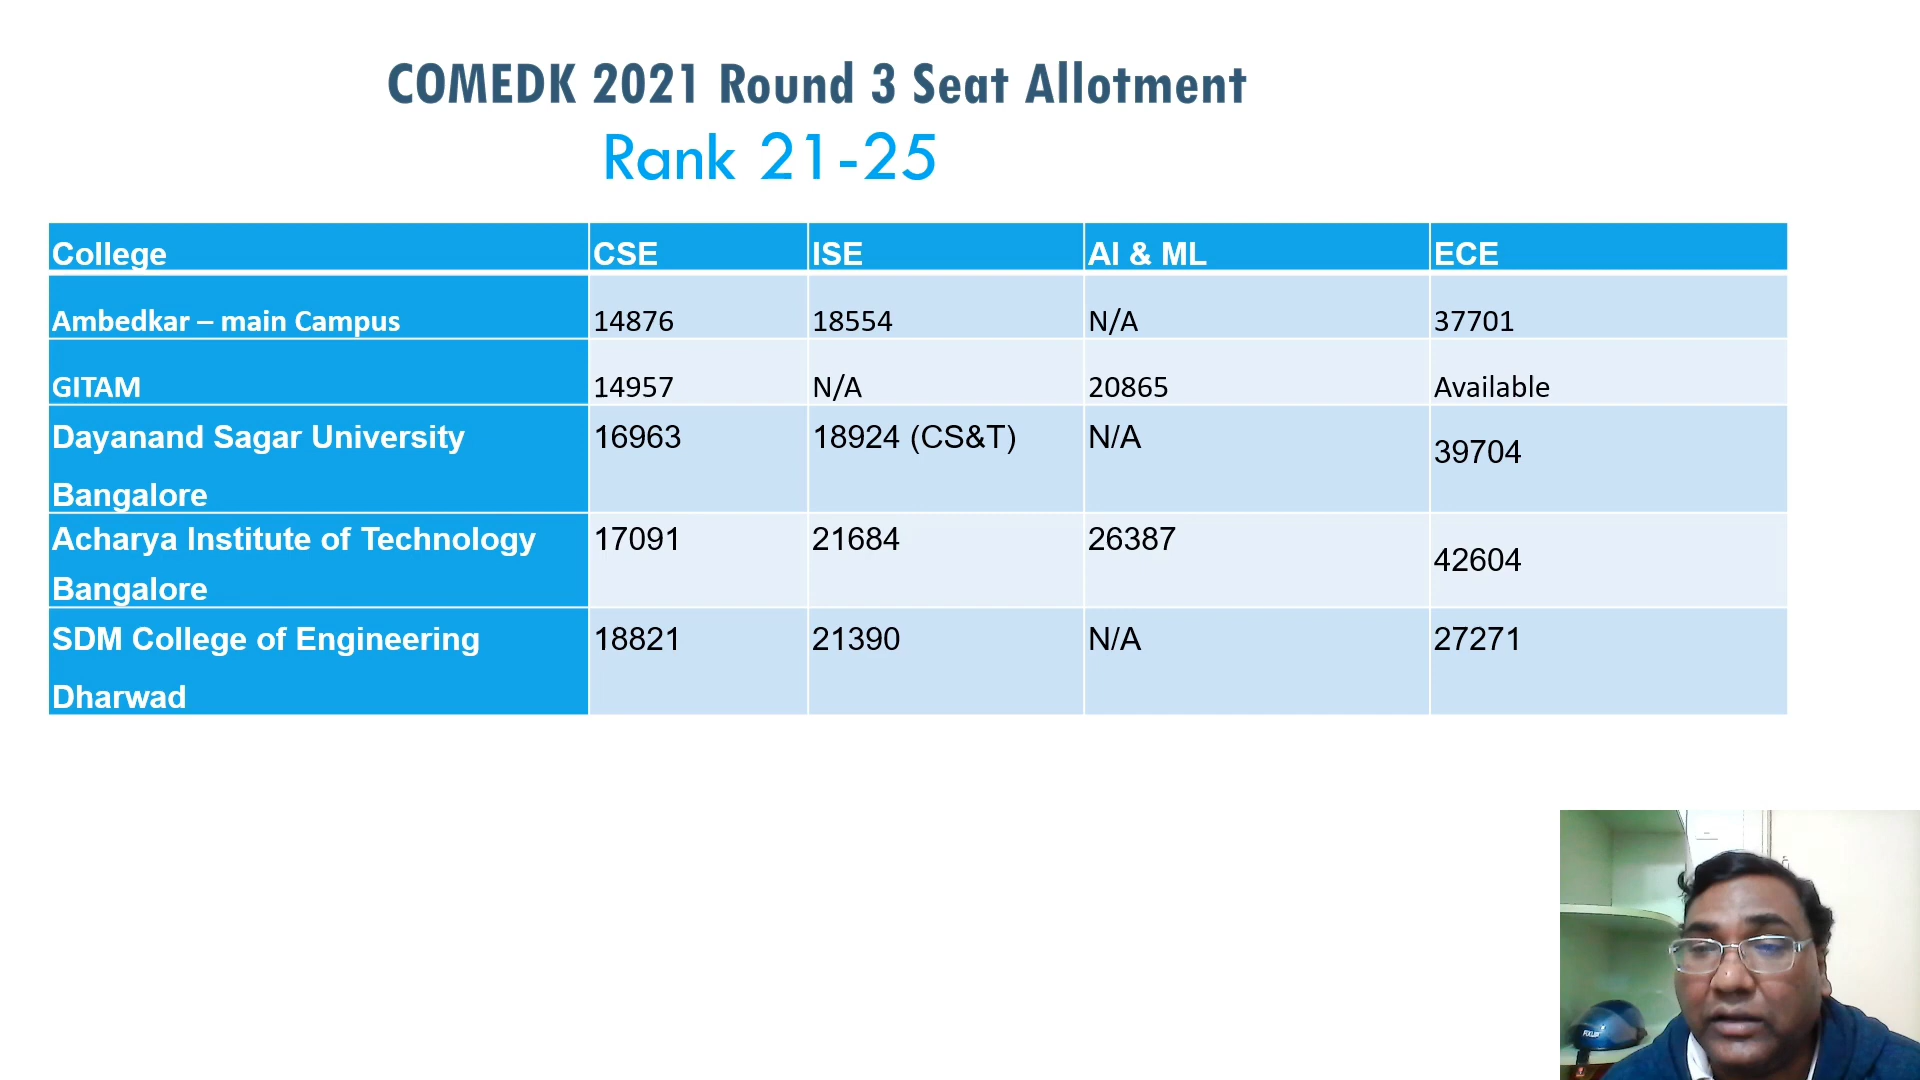 COMEDK 2021 Round 3 Seat Allotment
Rank 21-25
College CSE ISE AI & ML ECE
Ambedkar – main Campus 14876 18554 N/A 37701
GITAM 14957 N/A 20865 Available
Dayanand Sagar University 16963 18924 (CS&T) N/A 39704
Bangalore
Acharya Institute of Technology 17091 21684 26387 42604
Bangalore
SDM College of Engineering 18821 21390 N/A 27271
Dharwad